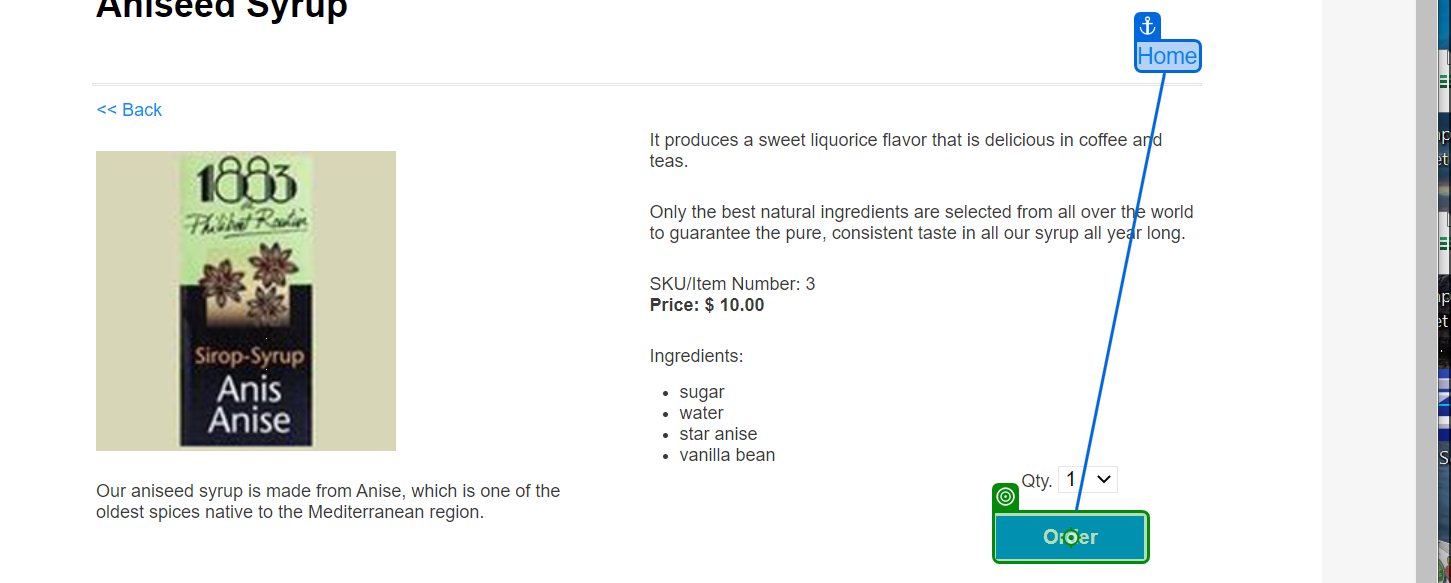 Aniseed Syrup
Home
<< Back
It produces a sweet liquorice flavor that is delicious in coffee and
teas.
Only the best natural ingredients are selected from all over the world
to guarantee the pure, consistent taste in all our syrup all year long.
SKU/Item Number: 3
Price: $ 10.00
Ingredients:
• sugar
• water
• star anise
• vanilla bean
Qty. 1
Order
1883
de
Philibert Routin
Sirop-Syrup
Anis
Anise
Our aniseed syrup is made from Anise, which is one of the
oldest spices native to the Mediterranean region.